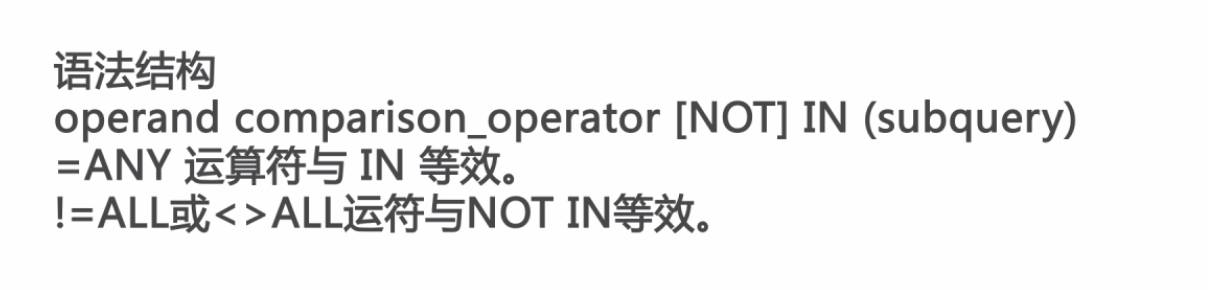 语法结构
operand comparison_operator [NOT] IN (subquery)
=ANY 运算符与 IN 等效。
!=ALL或<>ALL运符与NOT IN等效。